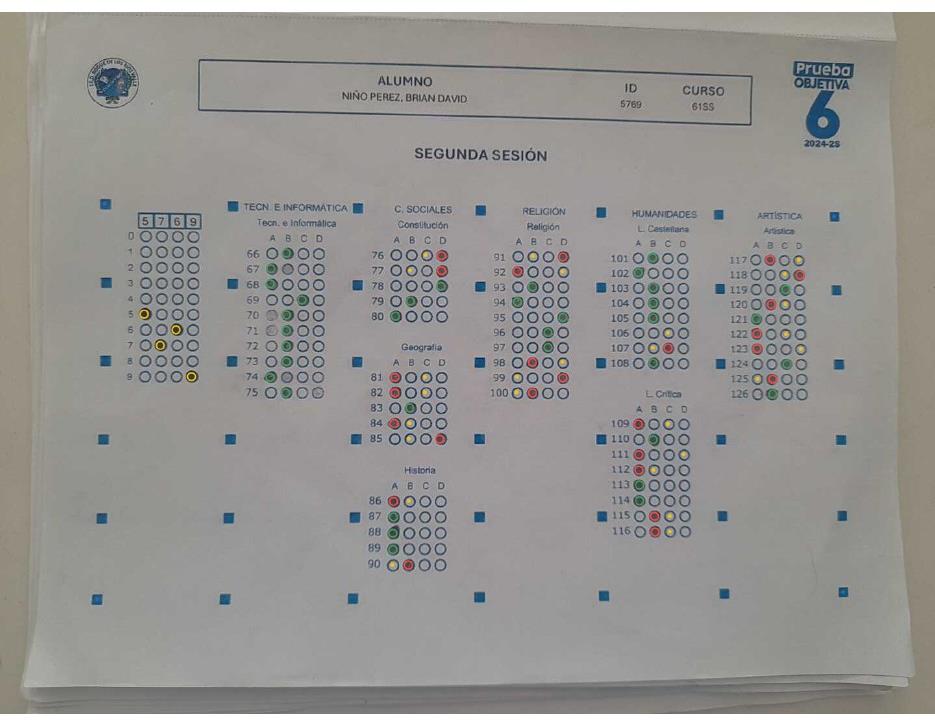 Prueba
OBJETIVA
6
2024-25
ALUMNO
NIÑO PEREZ, BRIAN DAVID
ID
5769
CURSO
61SS
SEGUNDA SESIÓN
5 7 6 9
0
1
2
3
4
5
6
7
8
9
TECN. E INFORMÁTICA
Tecn. e Informática
A B C D
66
67
68
69
70
71
72
73
74
75
C. SOCIALES
Constitución
A B C D
76
77
78
79
80
Geografia
A B C D
81
82
83
84
85
Historia
A B C D
86
87
88
89
90
RELIGIÓN
Religión
A B C D
91
92
93
94
95
96
97
98
99
100
HUMANIDADES
L. Castellana
A B C D
101
102
103
104
105
106
107
108
L. Critica
A B C D
109
110
111
112
113
114
115
116
ARTÍSTICA
Artistica
A B C D
117
118
119
120
121
122
123
124
125
126